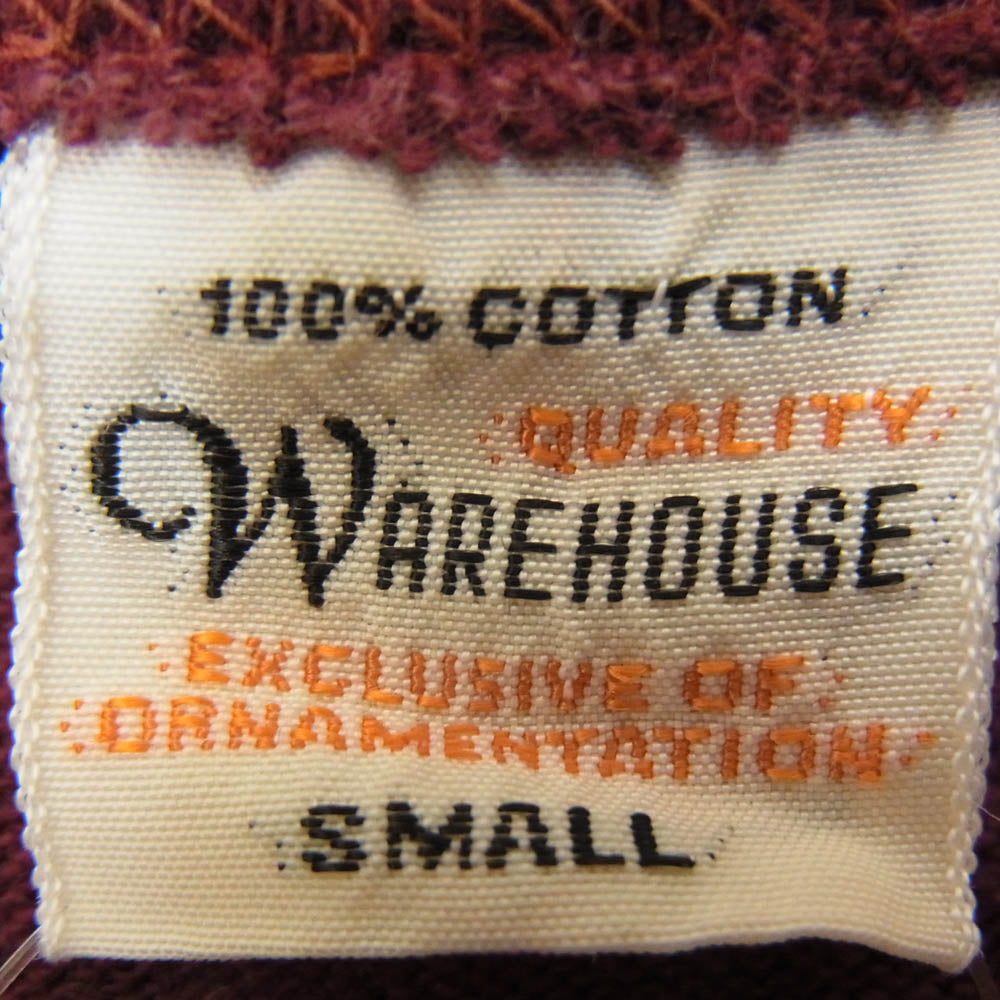 100% COTTON
QUALITY
WAREHOUSE
EXCLUSIVE OF
ORNAMENTATION
SMALL